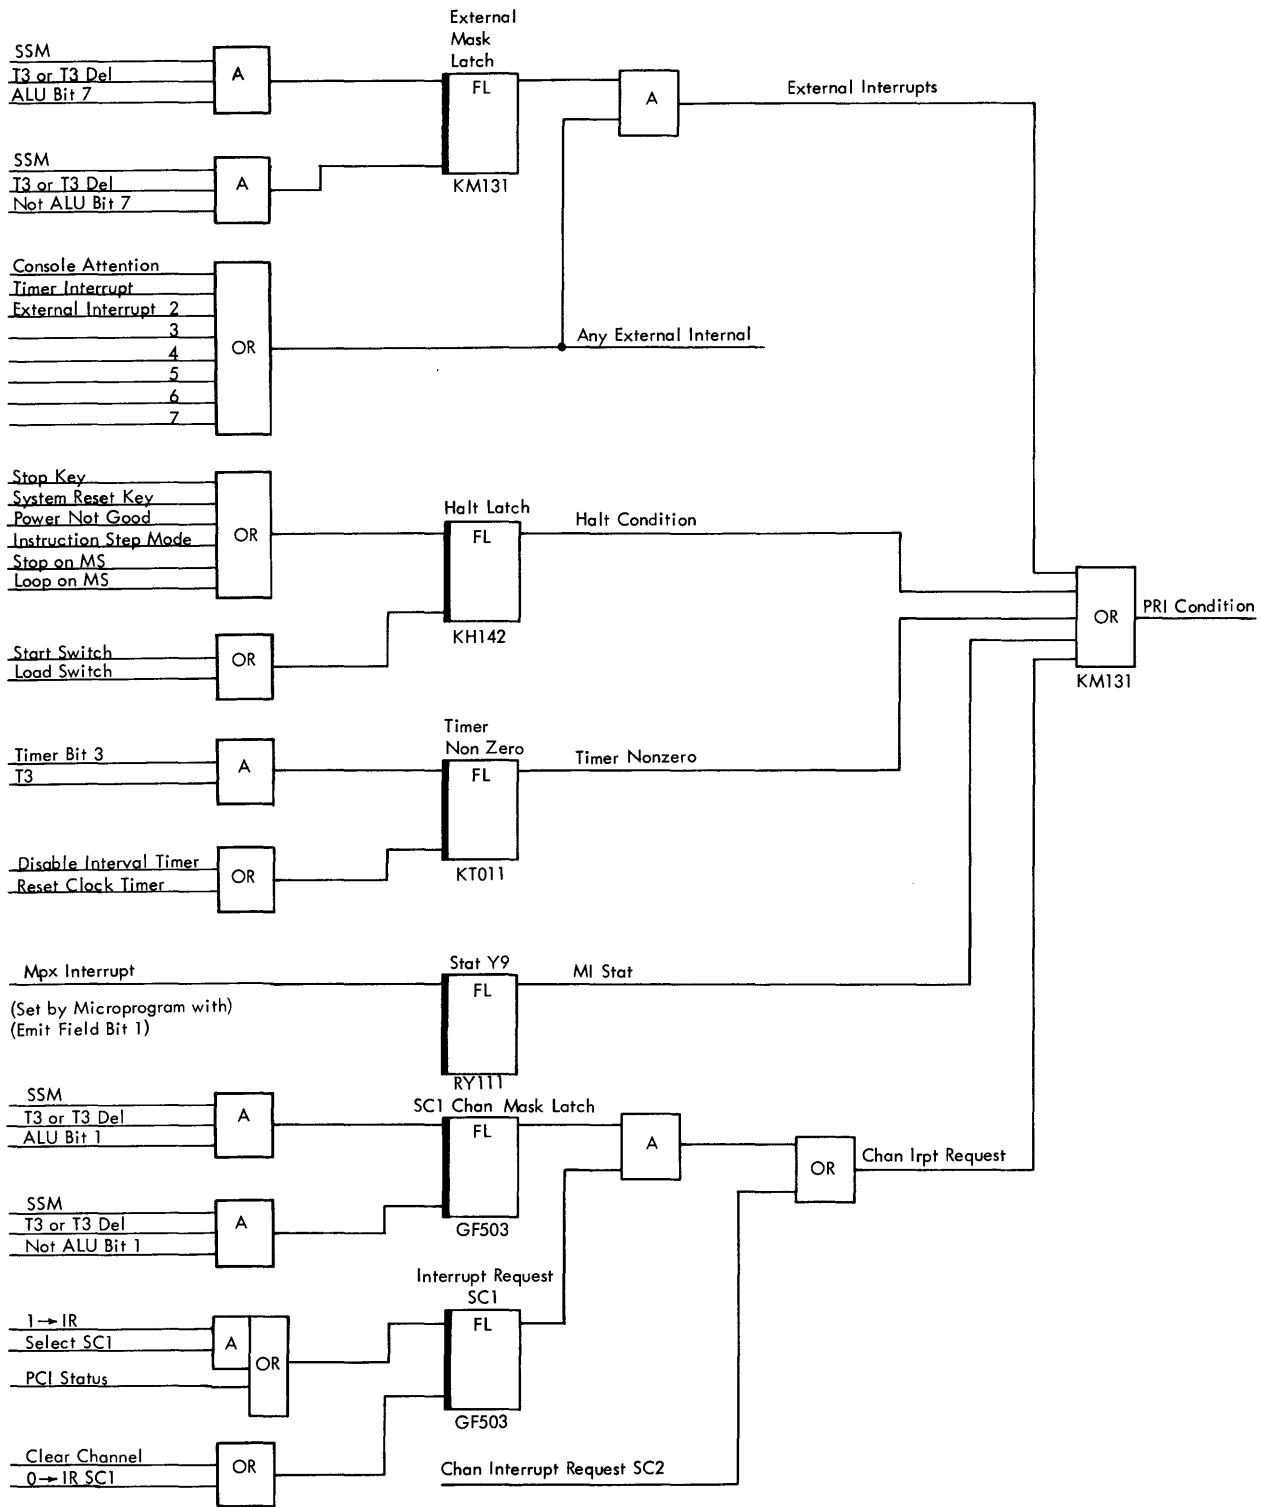 External
Mask
Latch
SSM
T3 or T3 Del
ALU Bit 7
A
FL
A
External Interrupts
SSM
T3 or T3 Del
Not ALU Bit 7
A
KM131
Console Attention
Timer Interrupt
External Interrupt 2
3
4
5
6
7
OR
Any External Internal
Stop Key
System Reset Key
Power Not Good
Instruction Step Mode
Stop on MS
Loop on MS
OR
Halt Latch
FL
Halt Condition
KH142
Start Switch
Load Switch
OR
OR
PRI Condition
KM131
Timer
Non Zero
Timer Bit 3
T3
A
FL
Timer Nonzero
Disable Interval Timer
Reset Clock Timer
OR
KT011
Mpx Interrupt
(Set by Microprogram with)
(Emit Field Bit 1)
Stat Y9
FL
MI Stat
RY111
SSM
T3 or T3 Del
ALU Bit 1
A
SC1 Chan Mask Latch
FL
A
OR
Chan Irpt Request
SSM
T3 or T3 Del
Not ALU Bit 1
A
GF503
Interrupt Request
SC1
1→IR
Select SC1
PCI Status
A
OR
FL
GF503
Clear Channel
0→IR SC1
OR
Chan Interrupt Request SC2